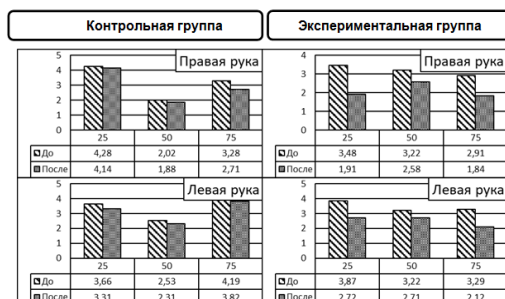 Контрольная группа
Экспериментальная группа
Правая рука
5
4
3
2
1
0
25 50 75
До 4,28 2,02 3,28
После 4,14 1,88 2,71
Правая рука
4
3
2
1
0
25 50 75
До 3,48 3,22 2,91
После 1,91 2,58 1,84
Левая рука
5
4
3
2
1
0
25 50 75
До 3,66 2,53 4,19
После 3,31 2,31 3,82
Левая рука
5
4
3
2
1
0
25 50 75
До 3,87 3,22 3,29
После 2,72 2,71 2,12